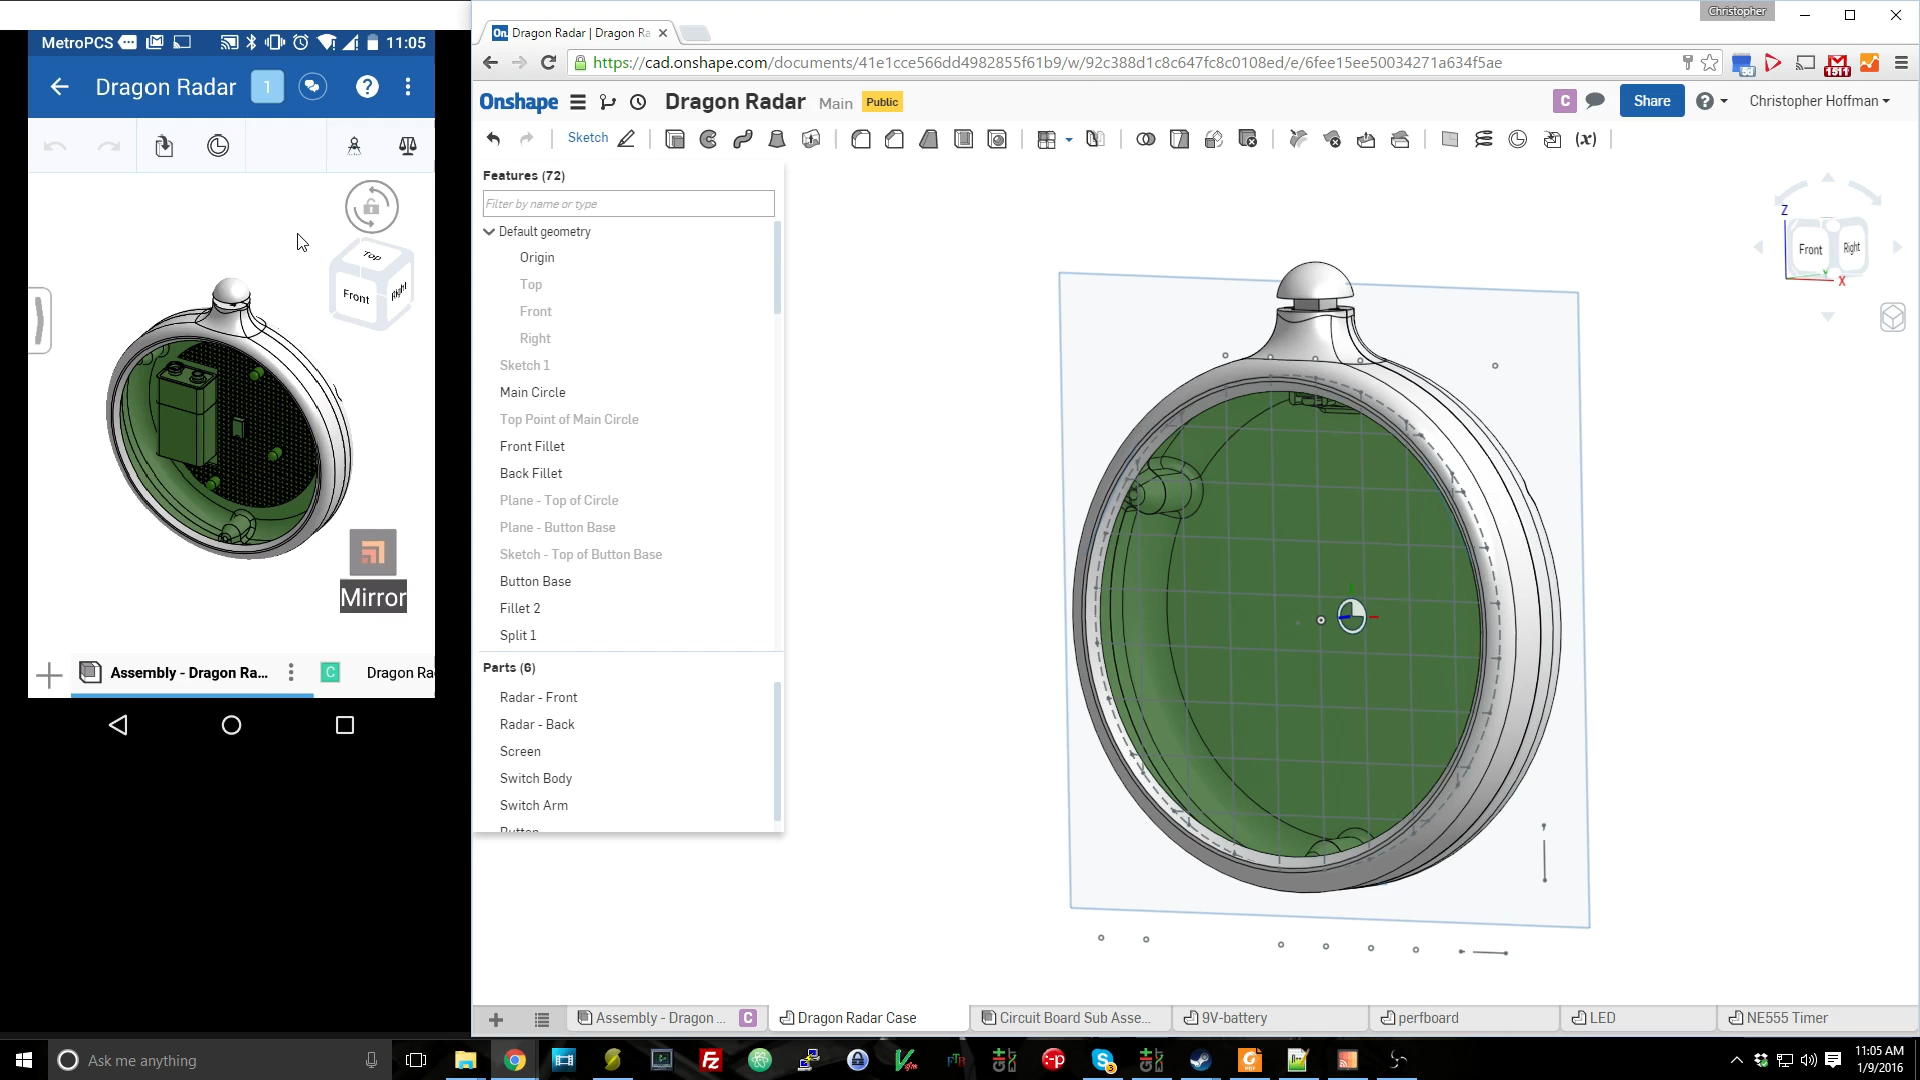 MetroPCS
11:05
Dragon Radar
1
Top
Front
Right
Mirror
Assembly - Dragon Ra...
C
Dragon Ra
Christopher
On.
Dragon Radar | Dragon Ra
https://cad.onshape.com/documents/41e1cce566dd4982855f61b9/w/92c388d1c8c647fc8c0108ed/e/6fee15ee50034271a634f5ae
5d
1511
Onshape
Dragon Radar
Main
Public
C
Share
Christopher Hoffman
Sketch
(x)
Features (72)
Filter by name or type
Default geometry
Origin
Top
Front
Right
Sketch 1
Main Circle
Top Point of Main Circle
Front Fillet
Back Fillet
Plane - Top of Circle
Plane - Button Base
Sketch - Top of Button Base
Button Base
Fillet 2
Split 1
Parts (6)
Radar - Front
Radar - Back
Screen
Switch Body
Switch Arm
Button
Z
Front
Right
X
Assembly - Dragon ...
C
Dragon Radar Case
Circuit Board Sub Asse...
9V-battery
perfboard
LED
NE555 Timer
Ask me anything
3
11:05 AM
1/9/2016